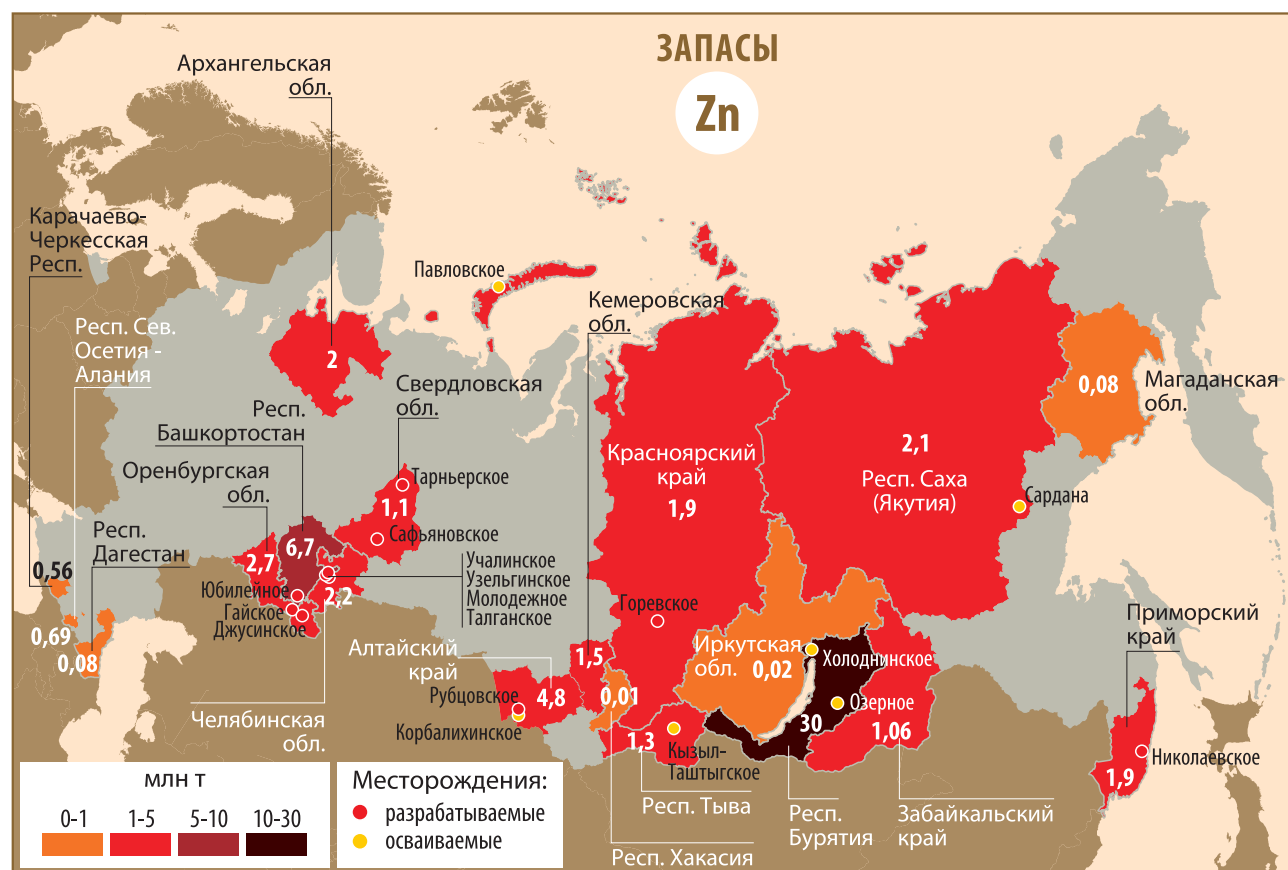 ЗАПАСЫ
Zn
Архангельская
обл.
Карачаево-
Черкесская
Респ.
Павловское
Кемеровская
обл.
Респ. Сев.
Осетия -
Алания
2
Свердловская
обл.
0,08
Магаданская
обл.
Респ.
Башкортостан
Оренбургская
обл.
Тарньерское
1,1
Красноярский
край
1,9
2,1
Респ. Саха
(Якутия)
Сардана
Респ.
Дагестан
Сафьяновское
6,7
2,7
0,56
Учалинское
Узельгинское
Молодежное
Талганское
Юбилейное
2,2
Гайское
Джусинское
Горевское
Приморский
край
0,69
0,08
Алтайский
край
1,5
Иркутская
обл.
0,02
Холоднинское
Рубцовское
4,8
0,01
Озерное
Корбалихинское
Челябинская
обл.
30
1,06
1,3
Кызыл-
Таштыгское
Николаевское
1,9
Респ. Тыва
Респ.
Бурятия
Забайкальский
край
Респ. Хакасия
млн т
0-1
1-5
5-10
10-30
Месторождения:
разрабатываемые
осваиваемые